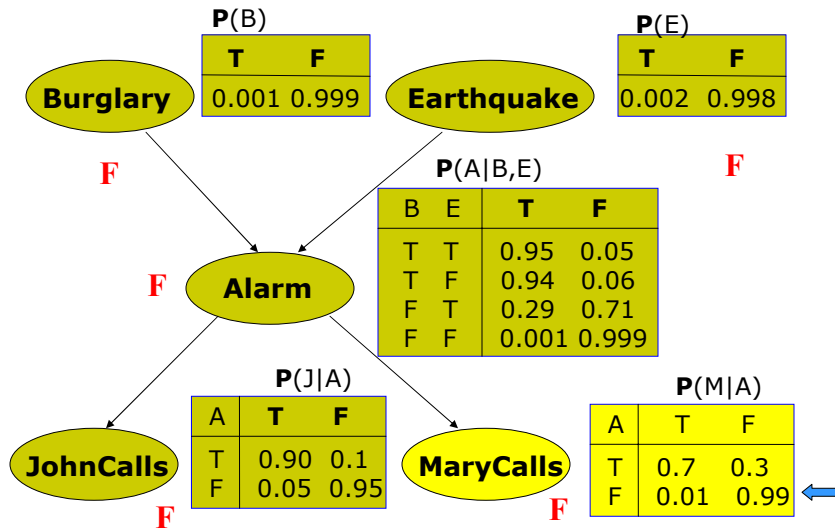 P(B)
T F
0.001 0.999
Burglary
P(E)
T F
0.002 0.998
Earthquake
F
F
P(A|B,E)
B E T F
T T 0.95 0.05
T F 0.94 0.06
F T 0.29 0.71
F F 0.001 0.999
F
Alarm
P(J|A)
A T F
T 0.90 0.1
F 0.05 0.95
JohnCalls
F
P(M|A)
A T F
T 0.7 0.3
F 0.01 0.99
MaryCalls
F